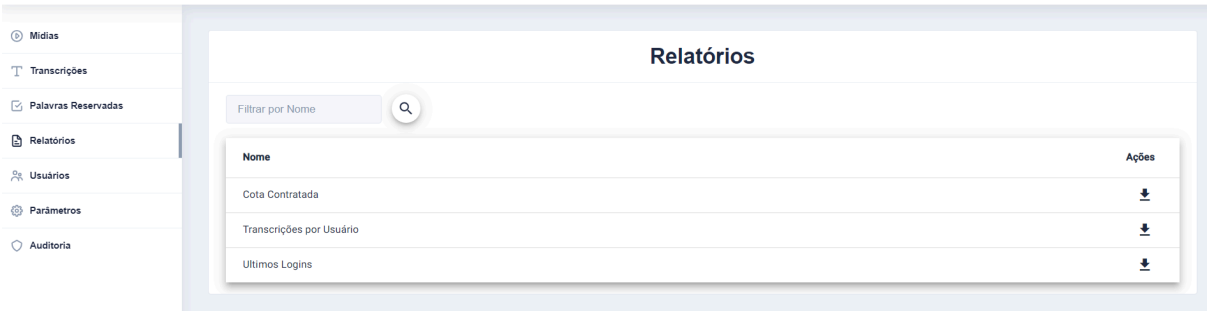 Mídias
Transcrições
Palavras Reservadas
Relatórios
Usuários
Parâmetros
Auditoria
Relatórios
Filtrar por Nome
Nome Ações
Cota Contratada
Transcrições por Usuário
Ultimos Logins